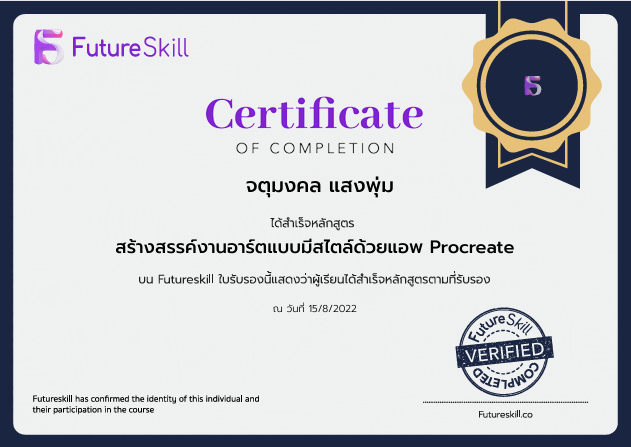 FutureSkill
Certificate
OF COMPLETION
จตุมงคล แสงพุ่ม
ได้สำเร็จหลักสูตร
สร้างสรรค์งานอาร์ตแบบมีสไตล์ด้วยแอพ Procreate
บน Futureskill ใบรับรองนี้แสดงว่าผู้เรียนได้สำเร็จหลักสูตรตามที่รับรอง
ณ วันที่ 15/8/2022
FutureSkill
VERIFIED
COMPLETED
Futureskill has confirmed the identity of this individual and
their participation in the course
Futureskill.co